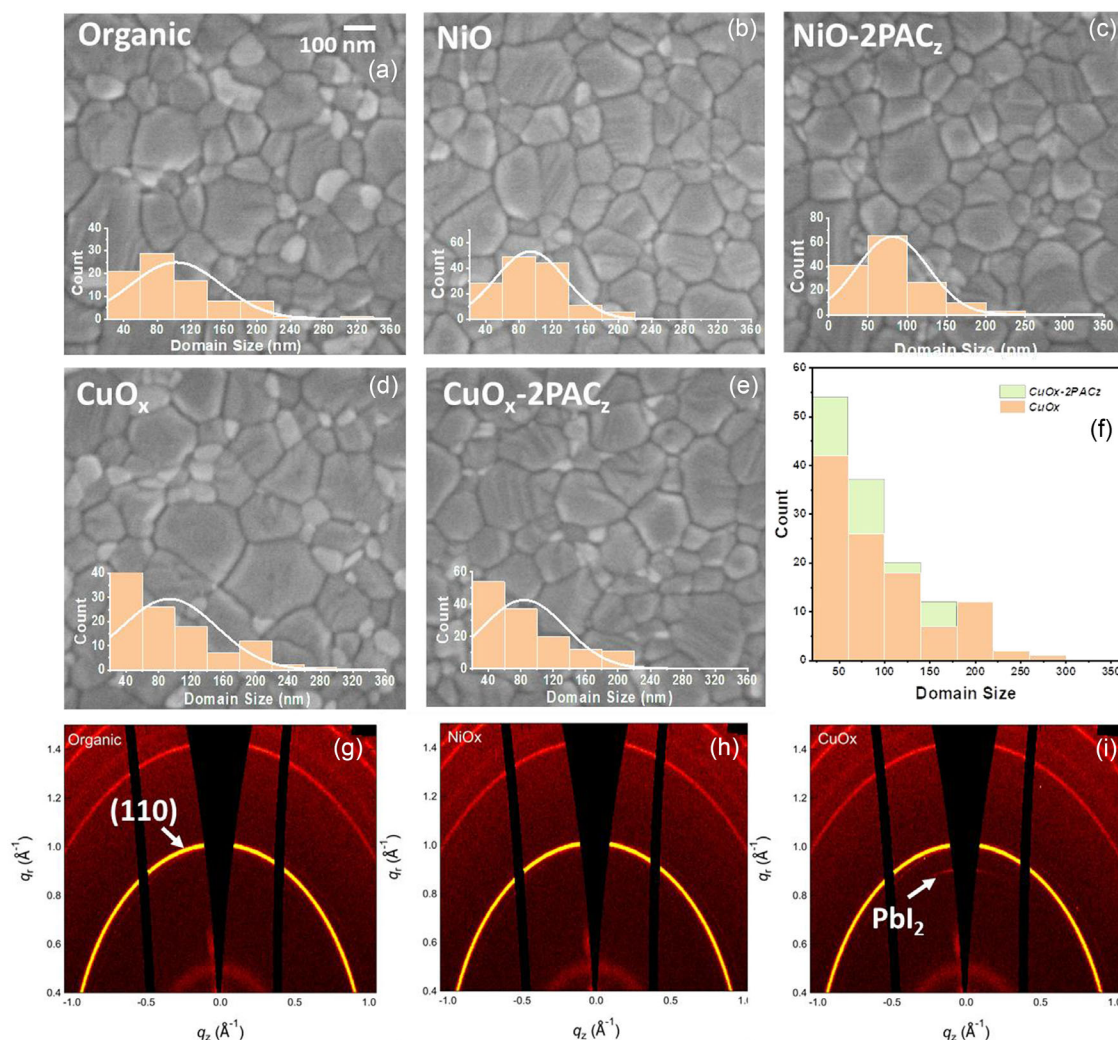 Organic
100 nm
(a)
40
30
20
10
0
Count
40 80 120 160 200 240 280 320 360
Domain Size (nm)
NiO
(b)
60
40
20
0
Count
40 80 120 160 200 240 280 320 360
Domain Size (nm)
NiO-2PACz
(c)
80
60
40
20
0
Count
0 50 100 150 200 250 300 350
Domain Size (nm)
CuOx
(d)
40
30
20
10
0
Count
40 80 120 160 200 240 280 320 360
Domain Size (nm)
CuOx-2PACz
(e)
60
40
20
0
Count
40 80 120 160 200 240 280 320 360
Domain Size (nm)
60
50
40
30
20
10
0
Count
CuOx-2PACz
CuOx
(f)
50 100 150 200 250 300 350
Domain Size
Organic
(g)
(110)
1.4
1.2
1.0
0.8
0.6
0.4
qr (Å-1)
-1.0 -0.5 0.0 0.5 1.0
qz (Å-1)
NiOx
(h)
1.4
1.2
1.0
0.8
0.6
0.4
qr (Å-1)
-1.0 -0.5 0.0 0.5 1.0
qz (Å-1)
CuOx
(i)
PbI2
1.4
1.2
1.0
0.8
0.6
0.4
qr (Å-1)
-1.0 -0.5 0.0 0.5 1.0
qz (Å-1)